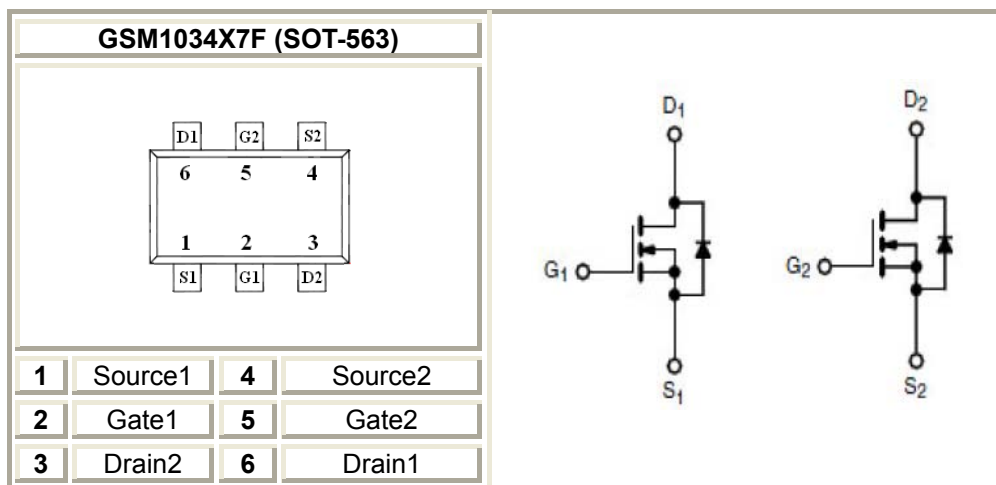 GSM1034X7F (SOT-563)
D1 G2 S2
6 5 4
1 2 3
S1 G1 D2
1 Source1 4 Source2
2 Gate1 5 Gate2
3 Drain2 6 Drain1
D1 D2
G1 G2
S1 S2